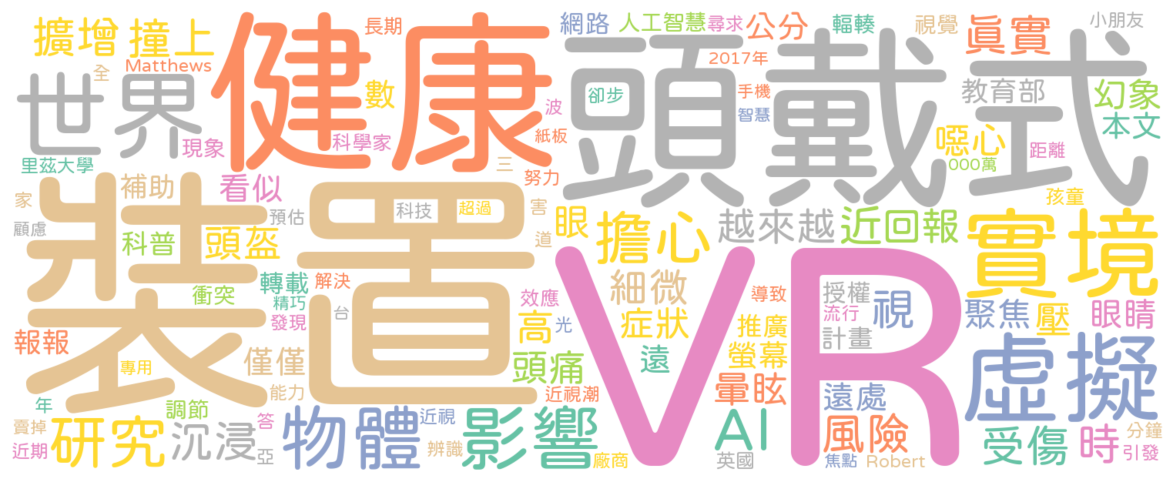 擴增 撞上 健康 長期 網路 人工智慧 尋求 公分 輻輳 視覺 眞實 小朋友
Matthews 全 2017年
世界 數 頭戴式 卻步 手機 教育部 幻象
波 智慧 本文
現象 科學家 紙板 噁心 距離
里茲大學 三 努力 000萬
家 補助 看似 預估 科技 超過 害 眼 擔心 越來越 近回報 孩童
顧慮 科普 頭盔 道 實境
裝置 VR
衝突 轉載 解決 效應 細微 導致 授權 視 聚焦 壓 眼睛
精巧 台 光 流行
報報 發現 高 症狀 推廣 計畫
僅僅 頭痛 遠 螢幕 虛擬
專用
年 調節 能力 近視潮 暈眩 遠處
賣掉 研究 沉浸 答 物體 近視 影響 AI 風險 受傷 時 分鐘
近期 亞 辨識 廠商 英國 焦點 Robert 引發